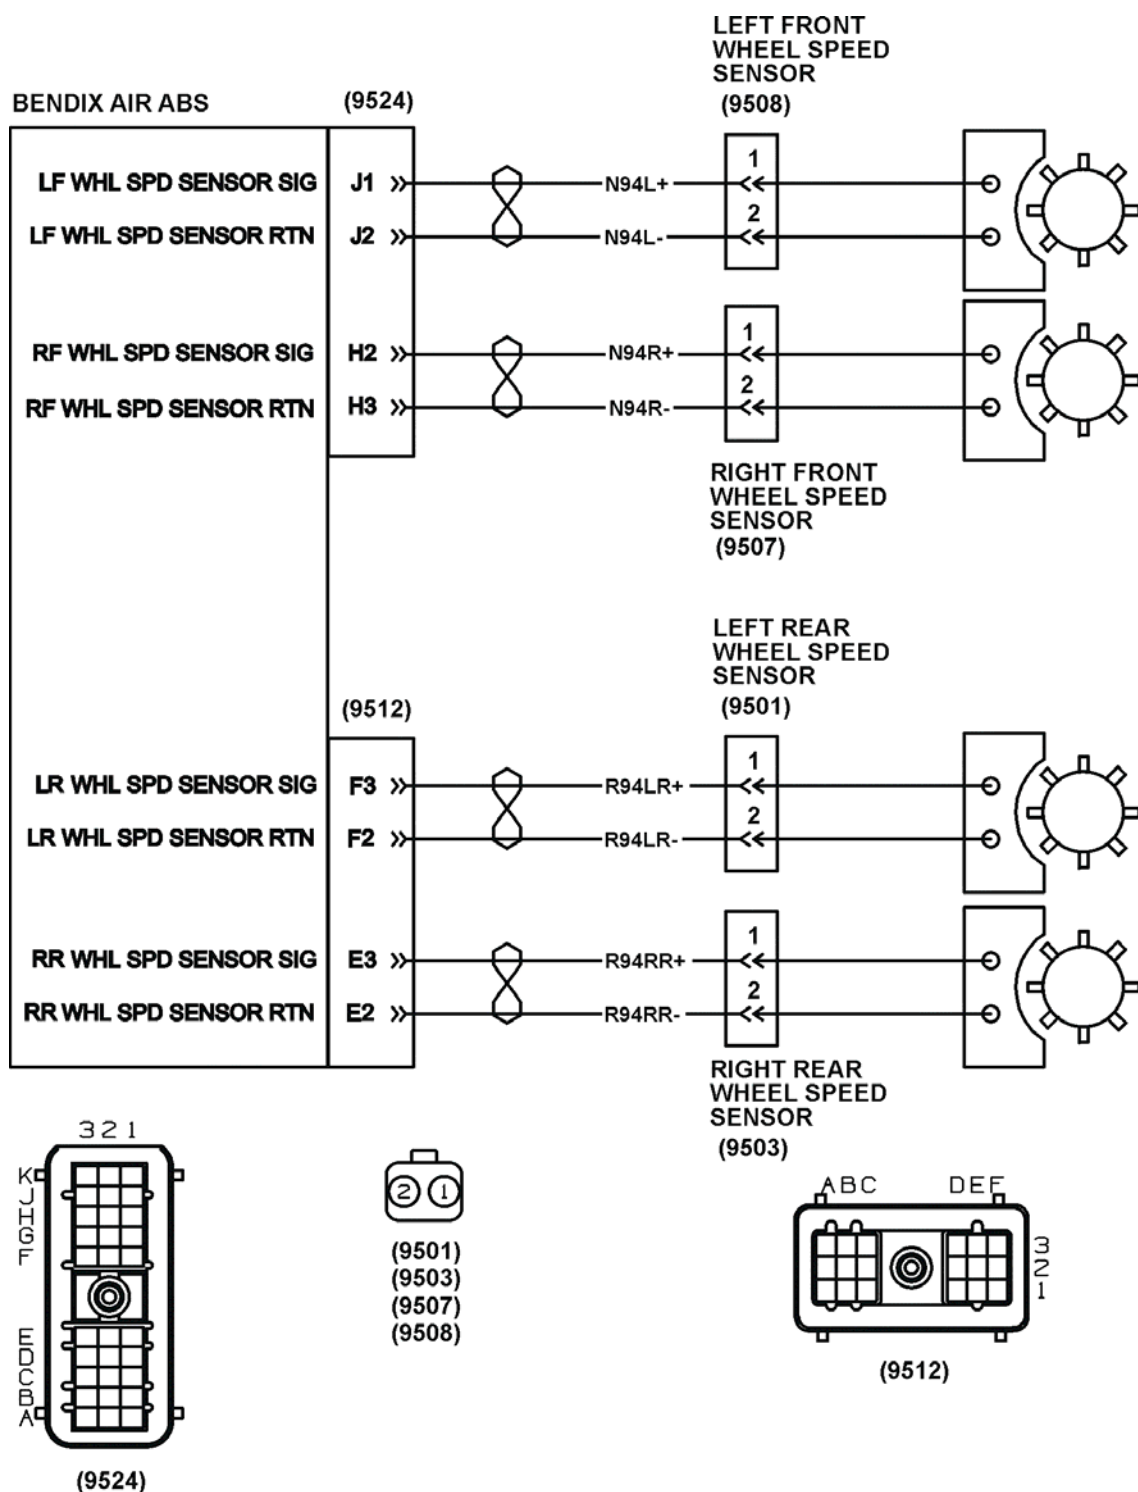 LEFT FRONT
WHEEL SPEED
SENSOR
(9508)
BENDIX AIR ABS
(9524)
LF WHL SPD SENSOR SIG J1 N94L+ 1
LF WHL SPD SENSOR RTN J2 N94L- 2
RF WHL SPD SENSOR SIG H2 N94R+ 1
RF WHL SPD SENSOR RTN H3 N94R- 2
RIGHT FRONT
WHEEL SPEED
SENSOR
(9507)
LEFT REAR
WHEEL SPEED
SENSOR
(9501)
(9512)
LR WHL SPD SENSOR SIG F3 R94LR+ 1
LR WHL SPD SENSOR RTN F2 R94LR- 2
RR WHL SPD SENSOR SIG E3 R94RR+ 1
RR WHL SPD SENSOR RTN E2 R94RR- 2
RIGHT REAR
WHEEL SPEED
SENSOR
(9503)
3 2 1
K
J
H
G
F
E
D
C
B
A
(9524)
2 1
(9501)
(9503)
(9507)
(9508)
A B C D E F
3
2
1
(9512)